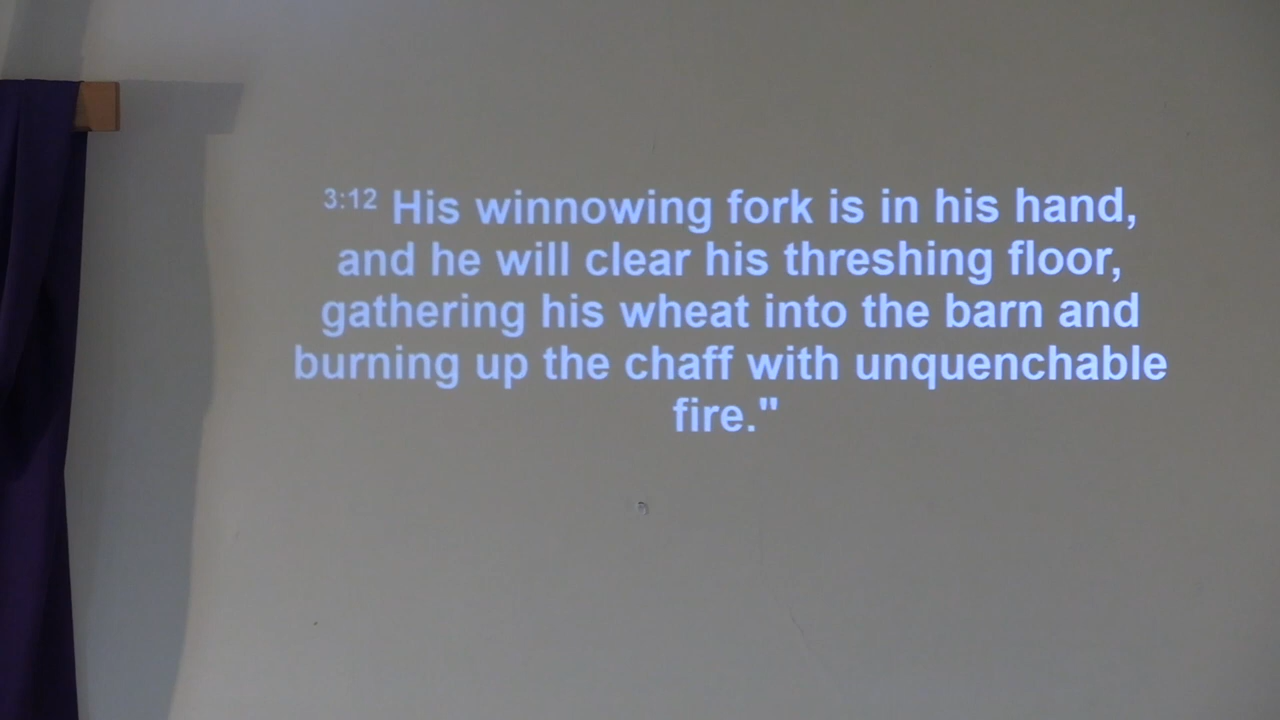 3:12 His winnowing fork is in his hand,
and he will clear his threshing floor,
gathering his wheat into the barn and
burning up the chaff with unquenchable
fire."